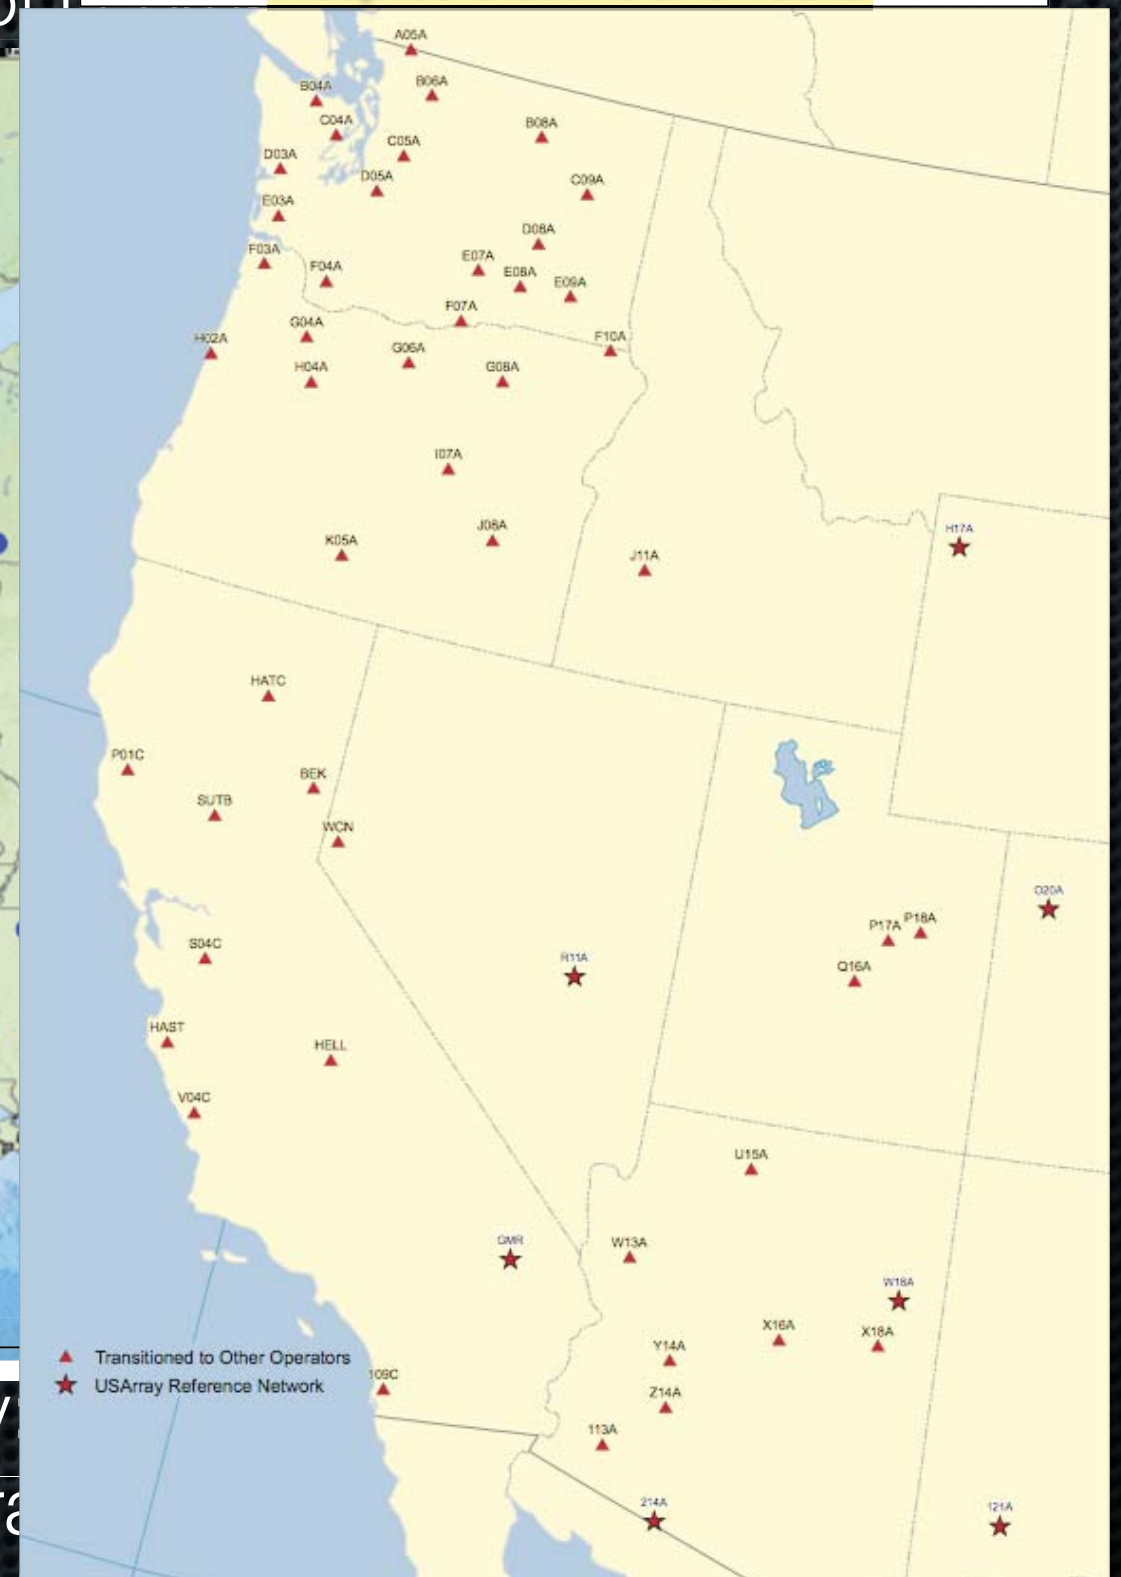 A05A
B06A
B04A
C04A
B08A
C05A
D03A
D05A
C09A
E03A
D08A
F03A
E07A
F04A
E08A
E09A
F07A
G04A
H02A
F10A
G06A
H04A
G08A
I07A
J08A
H17A
K05A
J11A
HATC
P01C
BEK
SUTB
WCN
O20A
P18A
P17A
S04C
R11A
Q16A
HAST
HELL
V04C
U15A
GMR
W13A
W18A
X16A
X18A
Y14A
Transitioned to Other Operators
109C
USArray Reference Network
Z14A
113A
214A
121A